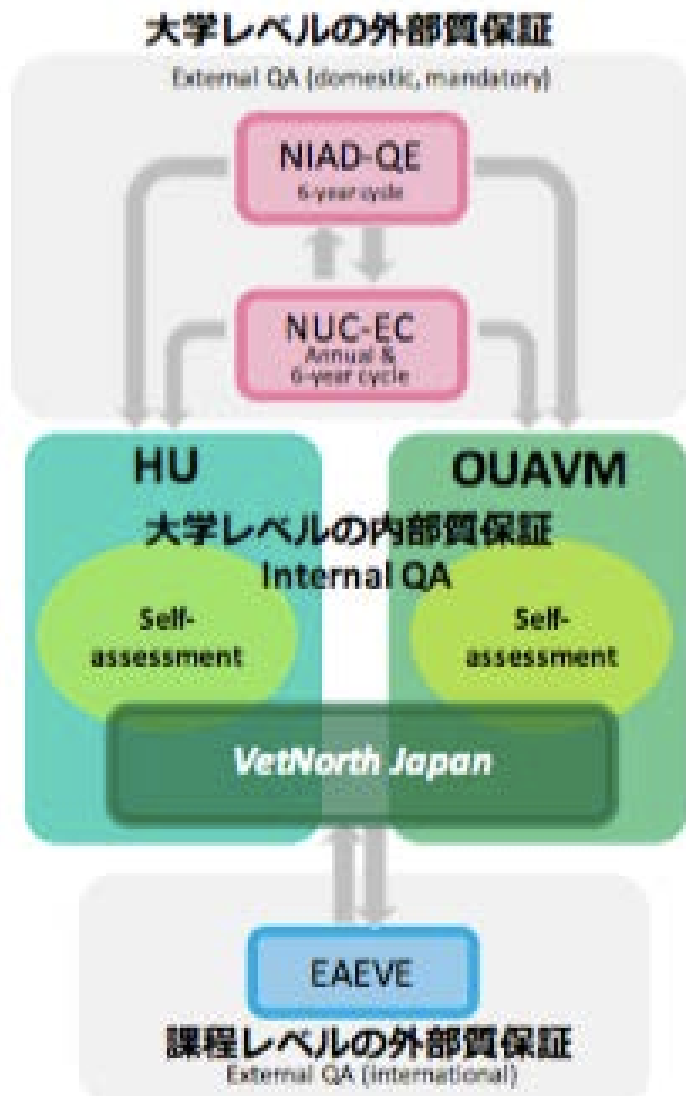 大学レベルの外部質保証
External QA (domestic, mandatory)
NIAD-QE
6-year cycle
NUC-EC
Annual &
6-year cycle
HU
OUAVM
大学レベルの内部質保証
Internal QA
Self-
assessment
Self-
assessment
VetNorth Japan
EAEVE
課程レベルの外部質保証
External QA (international)